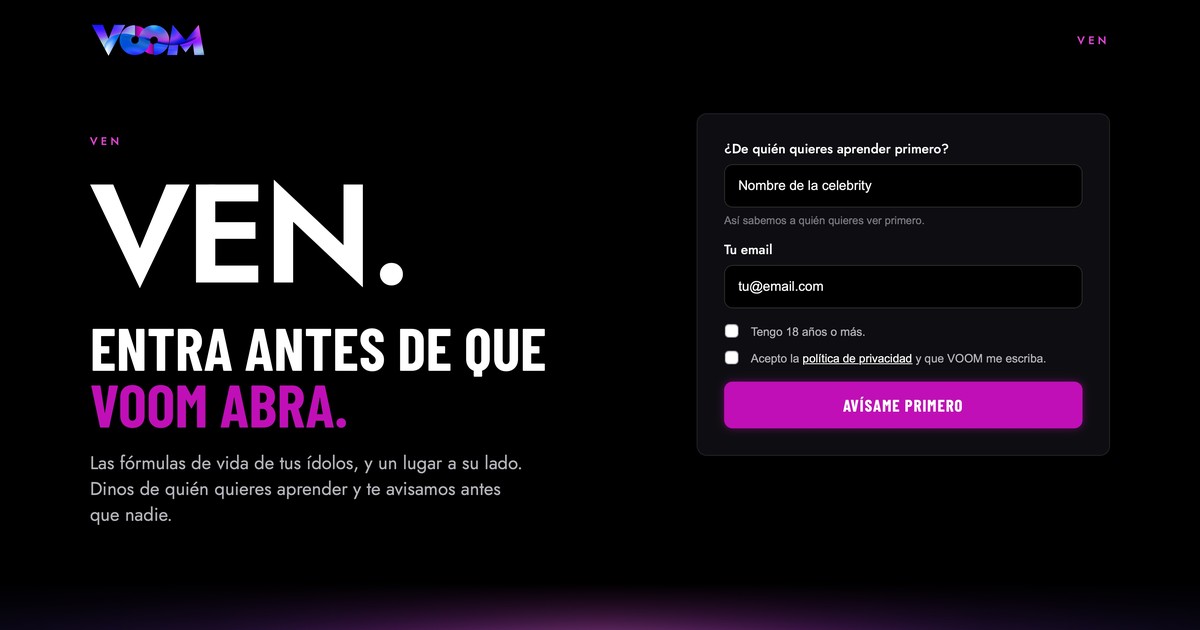 VOOM
VEN
VEN
VEN.
ENTRA ANTES DE QUE
VOOM ABRA.
Las fórmulas de vida de tus ídolos, y un lugar a su lado.
Dinos de quién quieres aprender y te avisamos antes
que nadie.
¿De quién quieres aprender primero?
Nombre de la celebrity
Así sabemos a quién quieres ver primero.
Tu email
tu@email.com
Tengo 18 años o más.
Acepto la política de privacidad y que VOOM me escriba.
AVÍSAME PRIMERO